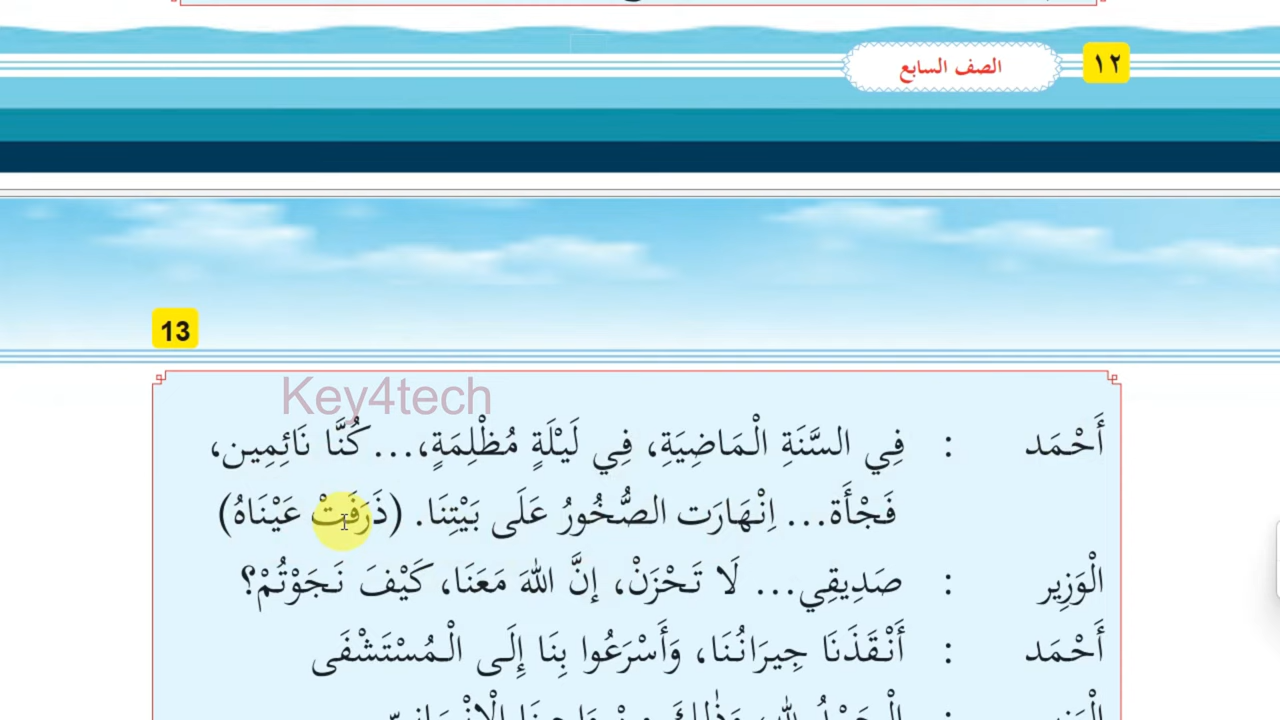 الصف السابع
١٢
13
Key4tech
أَحْمَد : فِي السَّنَةِ الْمَاضِيَةِ، فِي لَيْلَةٍ مُظْلِمَةٍ،... كُنَّا نَائِمِين،
فَجْأَة... اِنْهَارَت الصُّخُورُ عَلَى بَيْتِنَا. (ذَرَفَتْ عَيْنَاهُ)
الْوَزِير : صَدِيقِي... لَا تَحْزَنْ، إِنَّ اللهَ مَعَنَا، كَيْفَ نَجَوْتُمْ؟
أَحْمَد : أَنْقَذَنَا جِيرَانُنَا، وَأَسْرَعُوا بِنَا إِلَى الْمُسْتَشْفَى